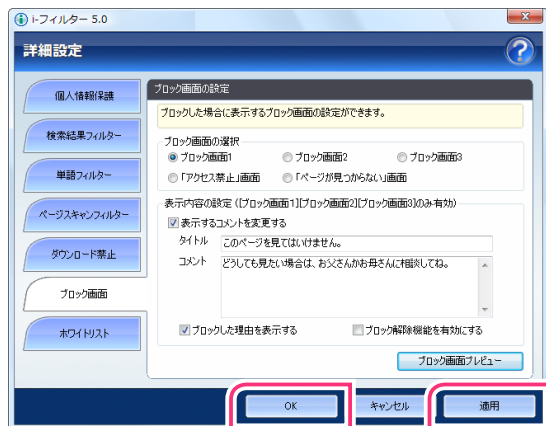 i-フィルター 5.0
詳細設定
個人情報保護
検索結果フィルター
単語フィルター
ページスキャンフィルター
ダウンロード禁止
ブロック画面
ホワイトリスト
ブロック画面の設定
ブロックした場合に表示するブロック画面の設定ができます。
ブロック画面の選択
ブロック画面1 ブロック画面2 ブロック画面3
「アクセス禁止」画面 「ページが見つからない」画面
表示内容の設定 ([ブロック画面1][ブロック画面2][ブロック画面3]のみ有効)
表示するコメントを変更する
タイトル このページを見てはいけません。
コメント どうしても見たい場合は、お父さんかお母さんに相談してね。
ブロックした理由を表示する ブロック解除機能を有効にする
ブロック画面プレビュー
OK キャンセル 適用